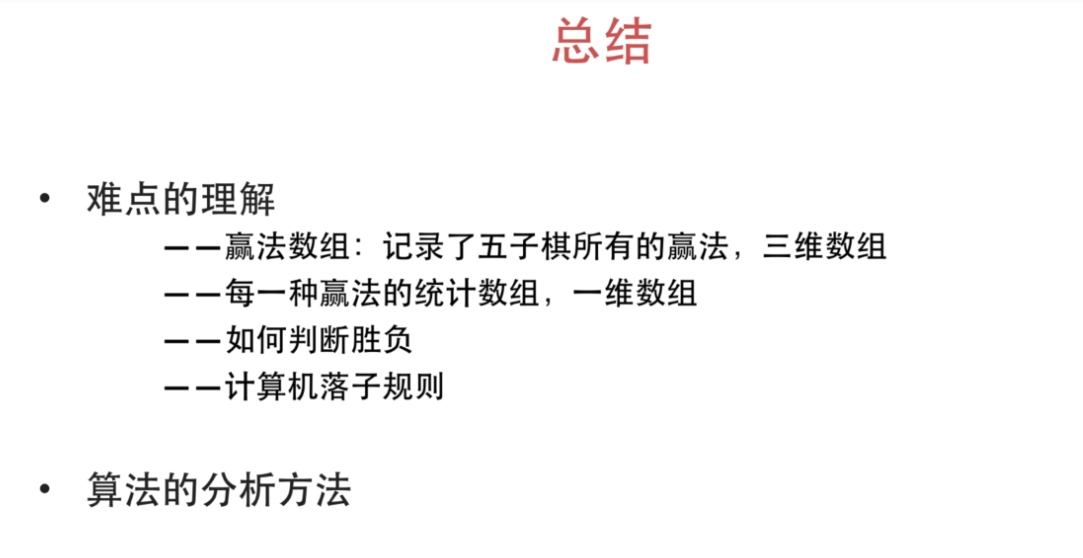 总结
• 难点的理解
——赢法数组：记录了五子棋所有的赢法，三维数组
——每一种赢法的统计数组，一维数组
——如何判断胜负
——计算机落子规则
• 算法的分析方法